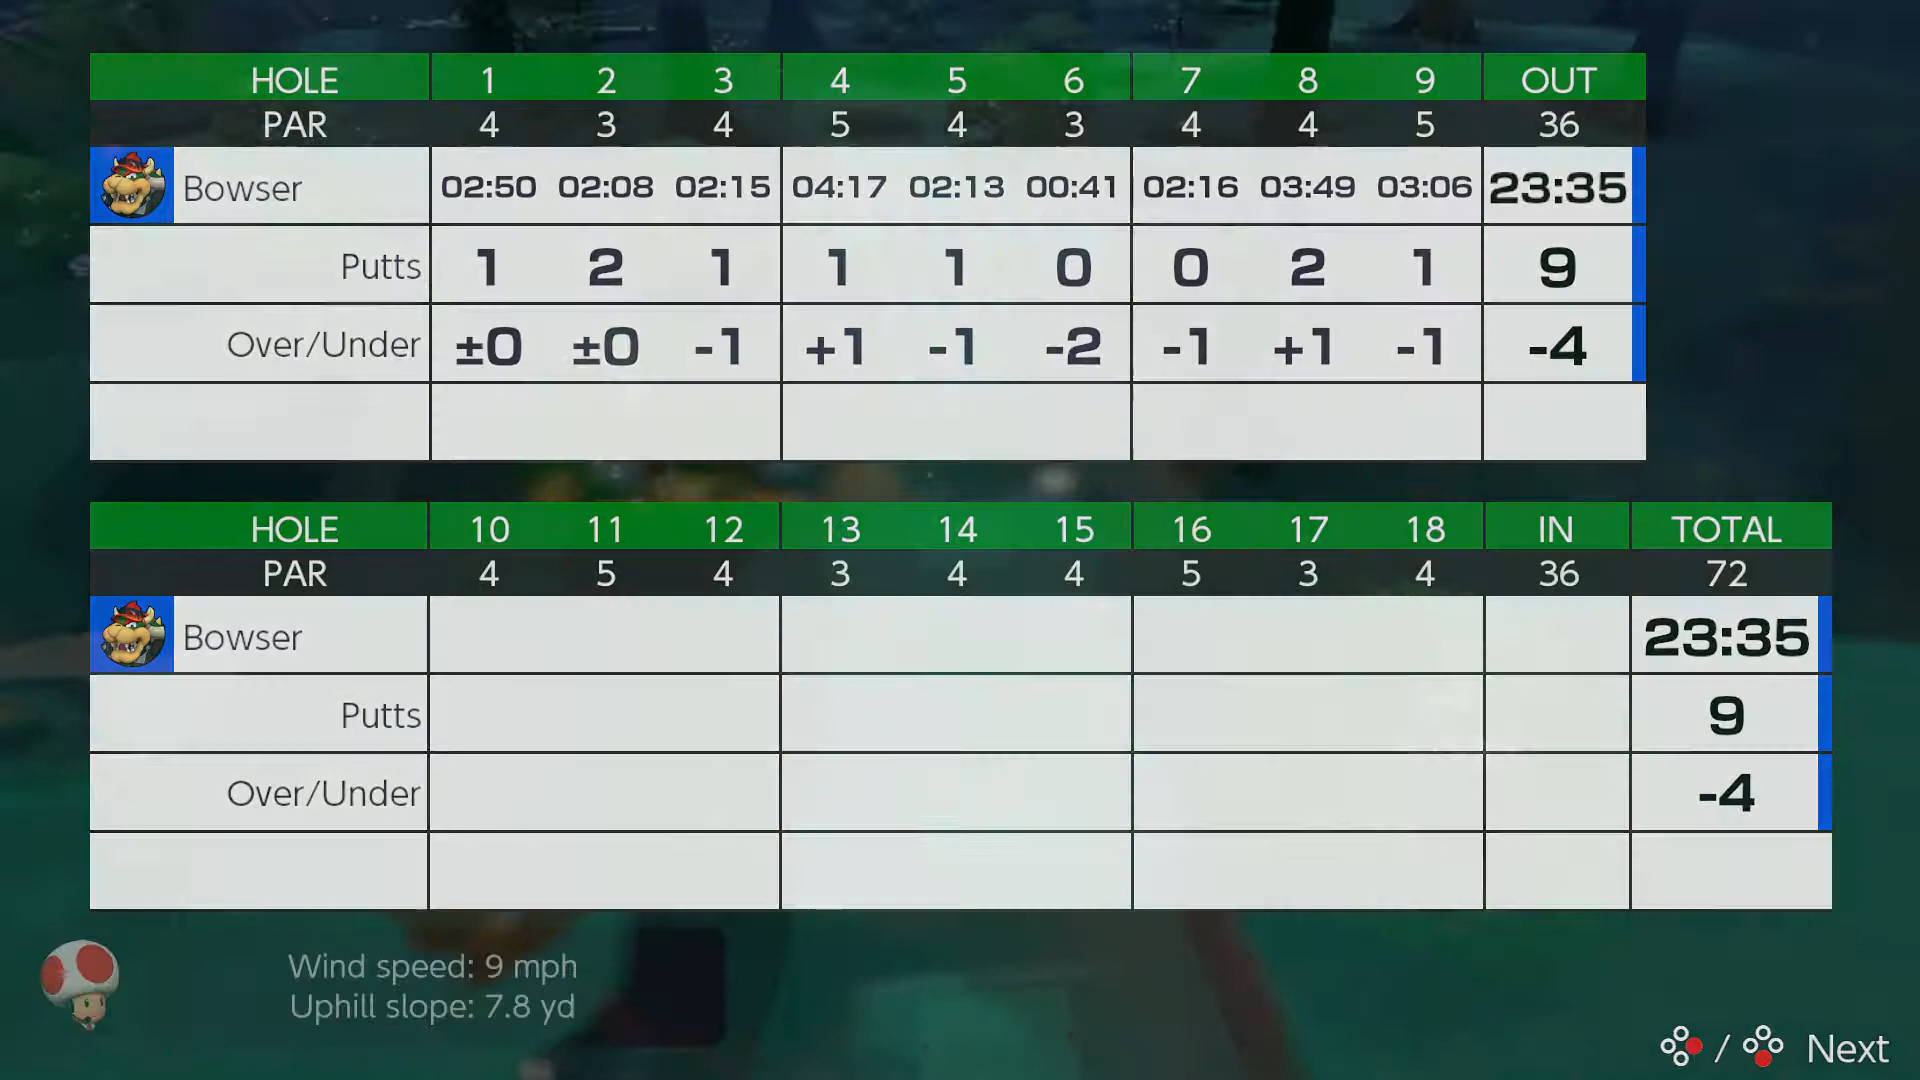 HOLE 1 2 3 4 5 6 7 8 9 OUT
PAR 4 3 4 5 4 3 4 4 5 36
Bowser 02:50 02:08 02:15 04:17 02:13 00:41 02:16 03:49 03:06 23:35
Putts 1 2 1 1 1 0 0 2 1 9
Over/Under ±0 ±0 -1 +1 -1 -2 -1 +1 -1 -4
HOLE 10 11 12 13 14 15 16 17 18 IN TOTAL
PAR 4 5 4 3 4 4 5 3 4 36 72
Bowser 23:35
Putts 9
Over/Under -4
Wind speed: 9 mph
Uphill slope: 7.8 yd
/ Next